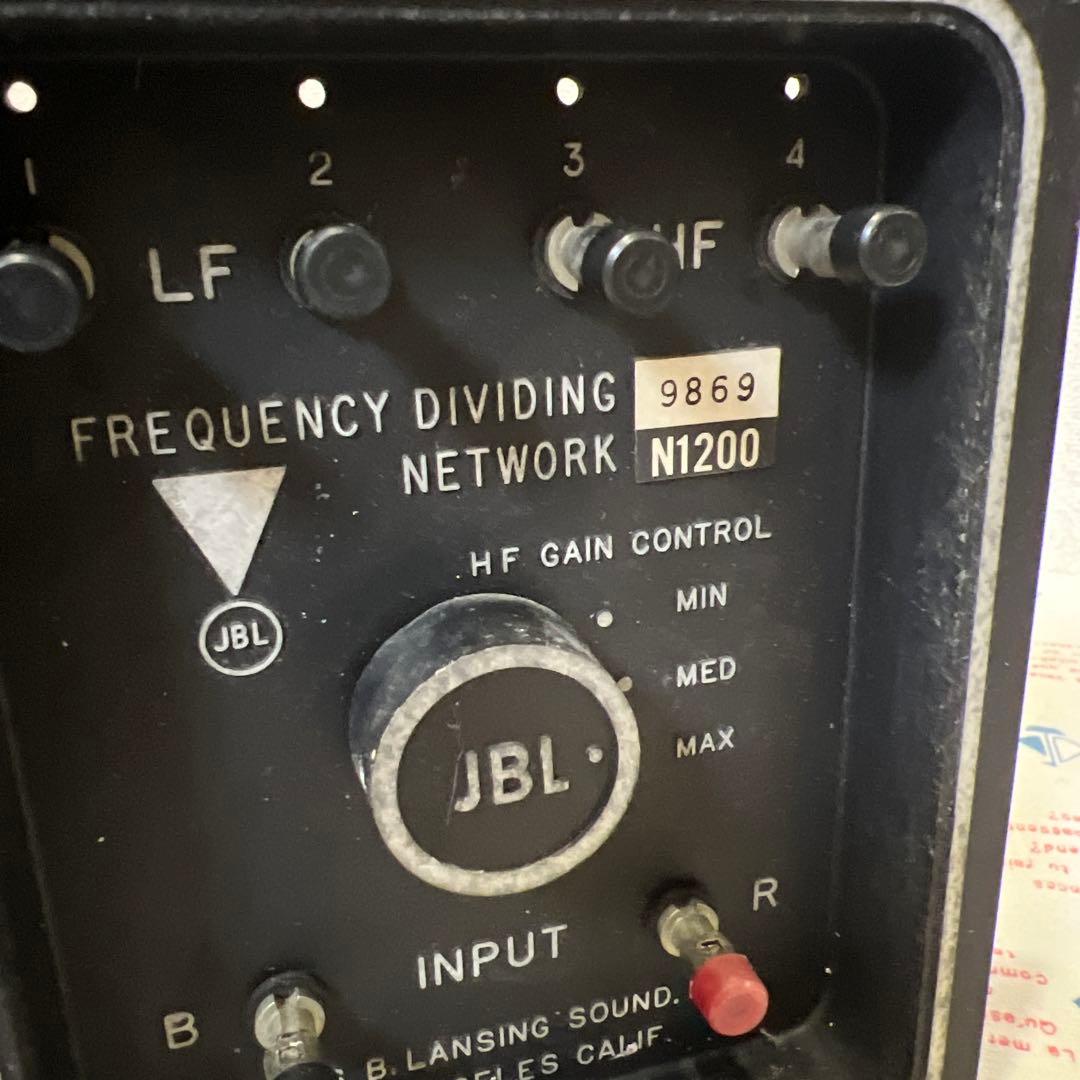 1 2 3 4
LF HF
FREQUENCY DIVIDING 9869
NETWORK N1200
HF GAIN CONTROL
MIN
JBL
MED
MAX
JBL
R
INPUT
B
B. LANSING SOUND.
CALIF.